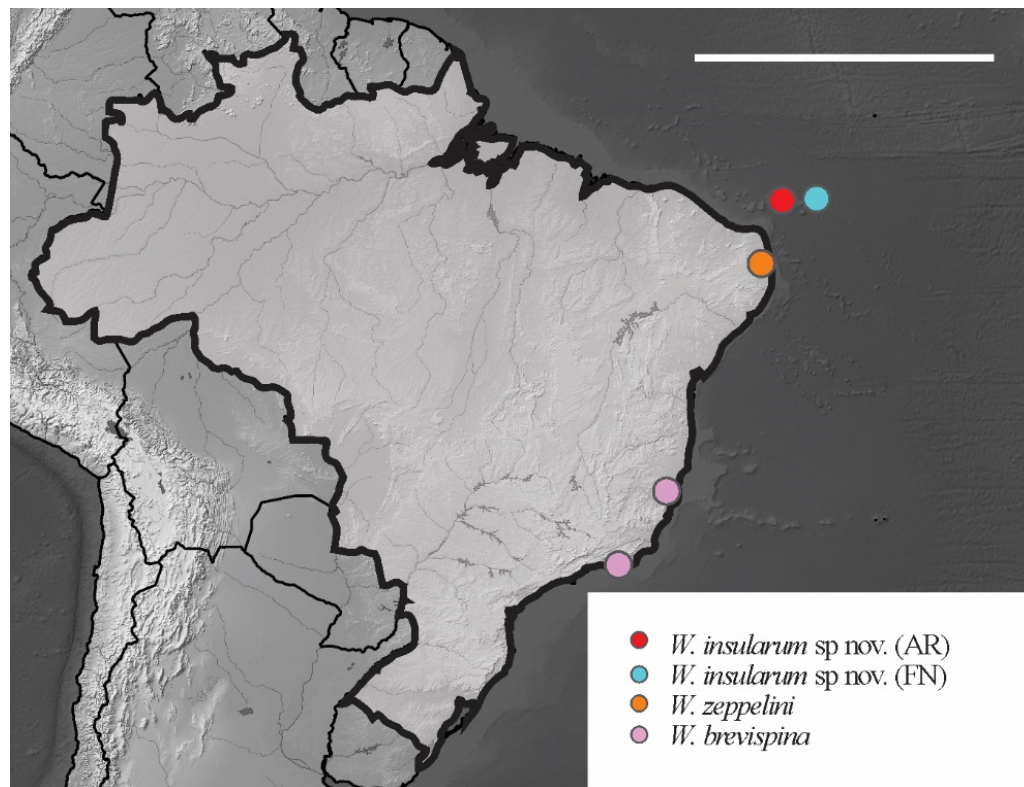 W. insularum sp nov. (AR)
W. insularum sp nov. (FN)
W. zeppelini
W. brevispina